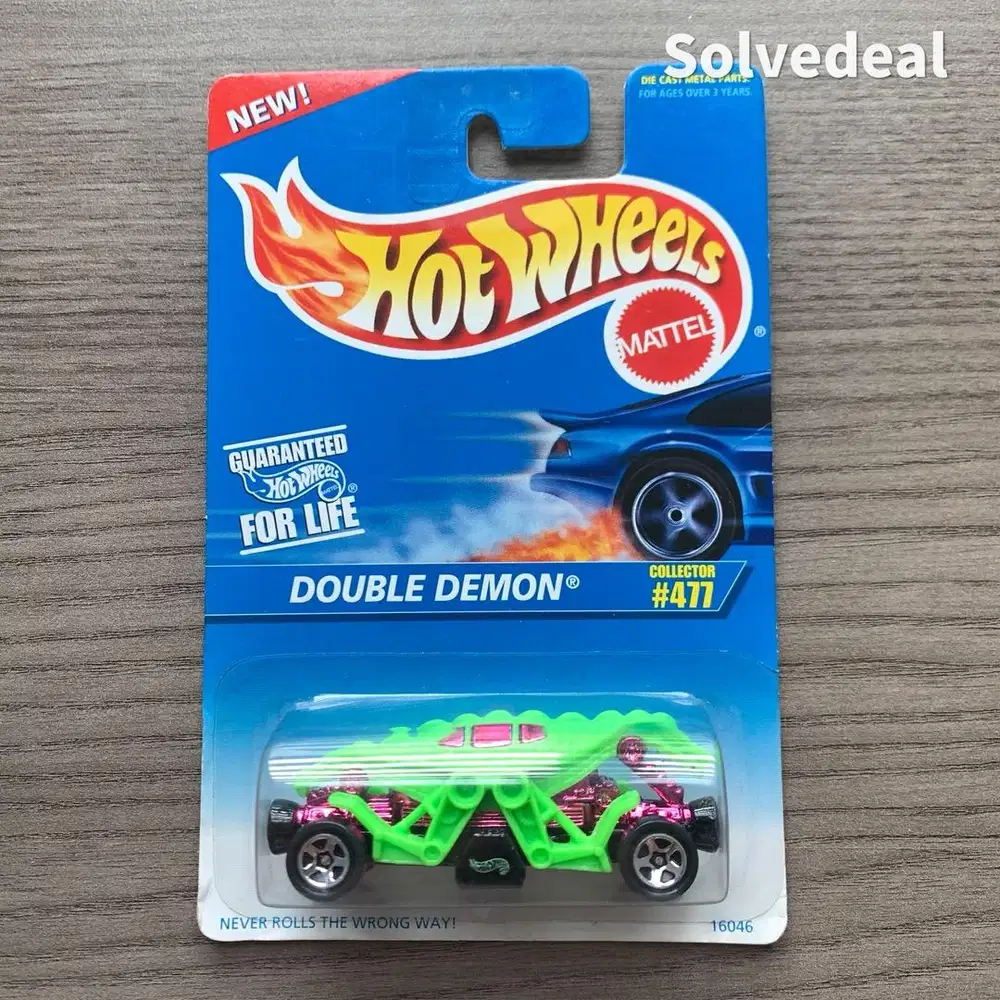 Solvedeal
NEW!
DIE CAST METAL PARTS.
FOR AGES OVER 3 YEARS.
HOT WHEELS
MATTEL
®
GUARANTEED
HOT WHEELS
MATTEL
®
FOR LIFE
DOUBLE DEMON®
COLLECTOR
#477
NEVER ROLLS THE WRONG WAY!
16046